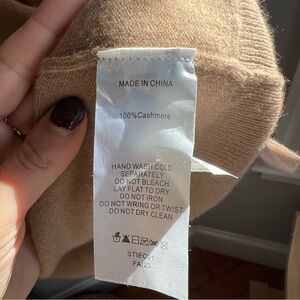 MADE IN CHINA
100%Cashmere
HAND WASH COLD
SEPARATELY
DO NOT BLEACH
LAY FLAT TO DRY
DO NOT IRON
DO NOT WRING OR TWIST
DO NOT DRY CLEAN
FA/23